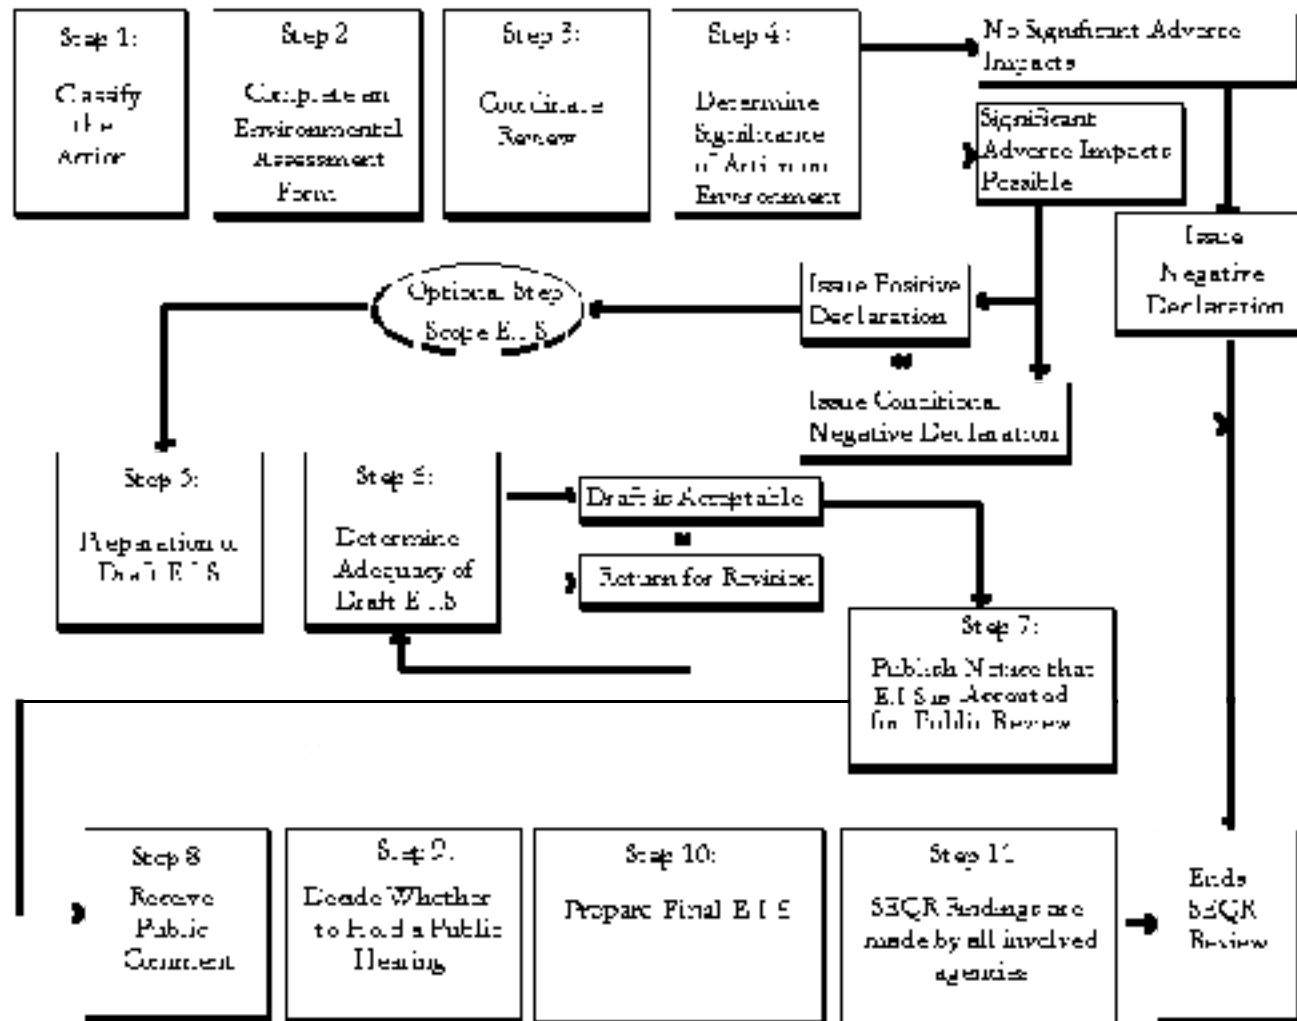 Step 1:
Classify
the
Action
Step 2
Complete an
Environmental
Assessment
Form
Step 3:
Coordinate
Review
Step 4:
Determine
Significance
of Action on
Environment
No Significant Adverse
Impacts
Significant
Adverse Impacts
Possible
Issue
Negative
Declaration
Issue Positive
Declaration
Optional Step
Scope E.I.S
Issue Conditional
Negative Declaration
Step 5:
Preparation of
Draft E.I.S
Step 6:
Determine
Adequacy of
Draft E.I.S
Draft is Acceptable
Return for Revision
Step 7:
Publish Notice that
E.I.S is Accepted
for Public Review
Step 8
Receive
Public
Comment
Step 9:
Decide Whether
to Hold a Public
Hearing
Step 10:
Prepare Final E.I.S
Step 11
SEQR Findings are
made by all involved
agencies
Ends
SEQR
Review